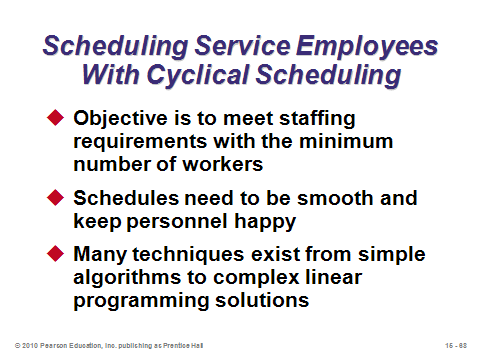 Scheduling Service Employees
With Cyclical Scheduling
Objective is to meet staffing
requirements with the minimum
number of workers
Schedules need to be smooth and
keep personnel happy
Many techniques exist from simple
algorithms to complex linear
programming solutions
© 2010 Pearson Education, Inc. publishing as Prentice Hall
15 - 68